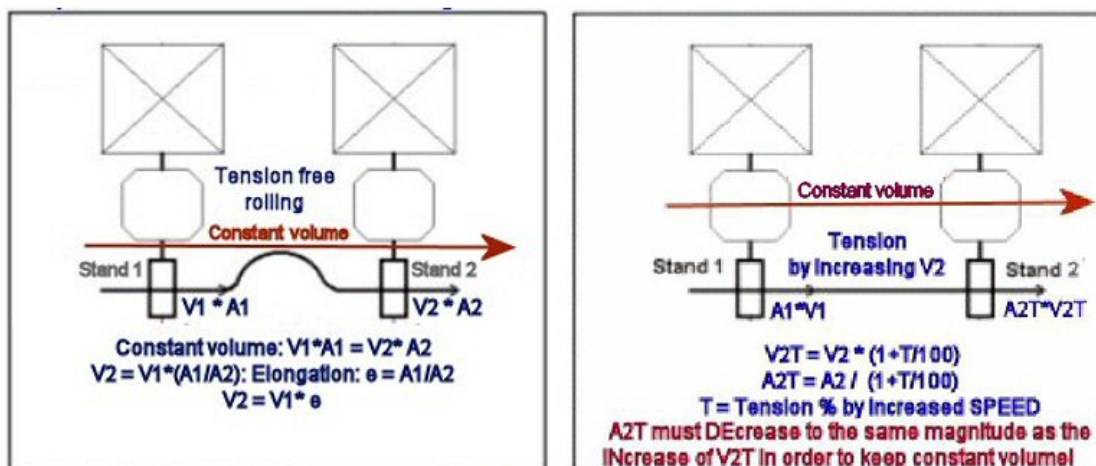 Tension free
rolling
Constant volume
Stand 1
Stand 2
V1 * A1
V2 * A2
Constant volume: V1*A1 = V2* A2
V2 = V1*(A1/A2): Elongation: e = A1/A2
V2 = V1* e
Constant volume
Tension
by increasing V2
Stand 1
Stand 2
A1*V1
A2T*V2T
V2T = V2 * (1+T/100)
A2T = A2 / (1+T/100)
T = Tension % by increased SPEED
A2T must DEcrease to the same magnitude as the
INcrease of V2T in order to keep constant volume!